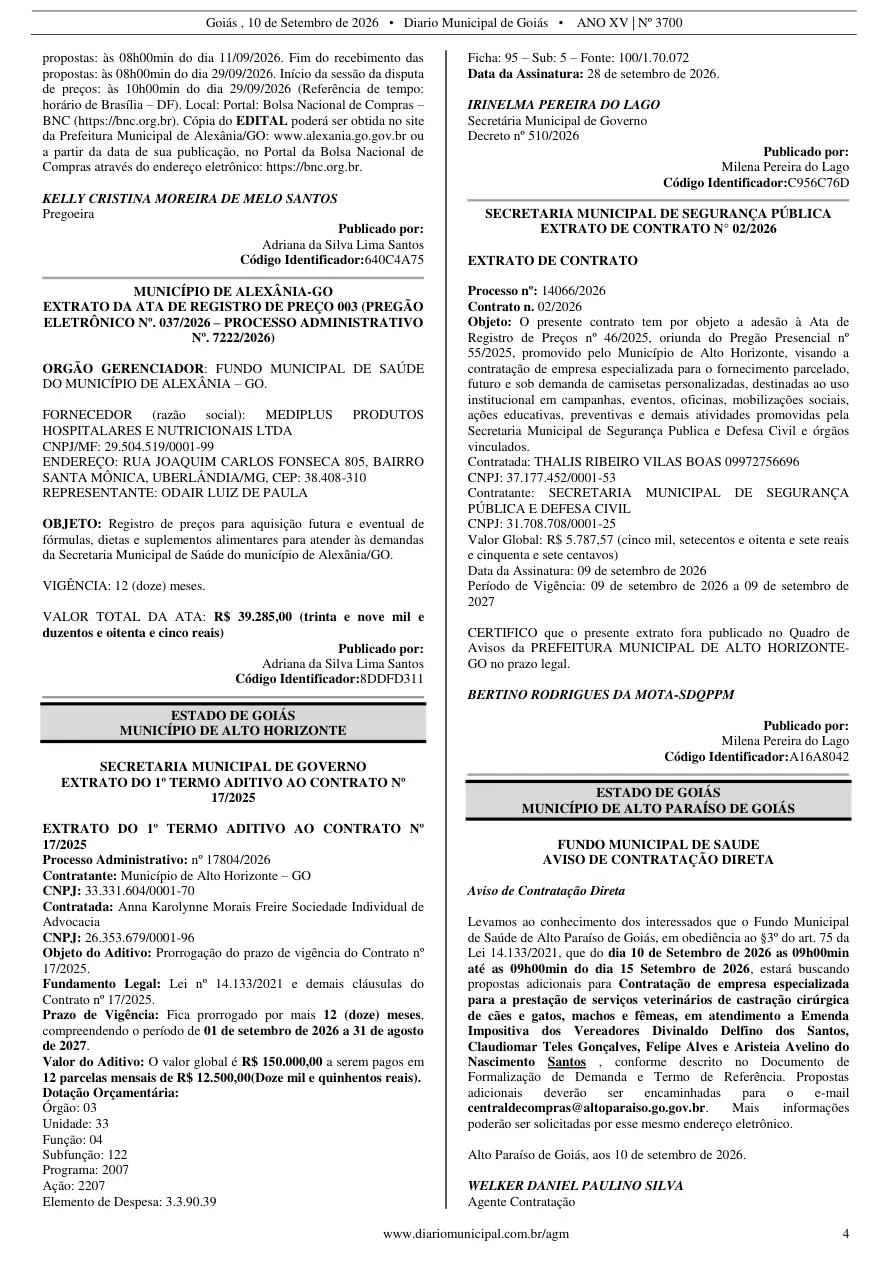 Goiás , 10 de Setembro de 2026 • Diario Municipal de Goiás • ANO XV | Nº 3700
propostas: às 08h00min do dia 11/09/2026. Fim do recebimento das
propostas: às 08h00min do dia 29/09/2026. Início da sessão da disputa
de preços: às 10h00min do dia 29/09/2026 (Referência de tempo:
horário de Brasília – DF). Local: Portal: Bolsa Nacional de Compras –
BNC (https://bnc.org.br). Cópia do EDITAL poderá ser obtida no site
da Prefeitura Municipal de Alexânia/GO: www.alexania.go.gov.br ou
a partir da data de sua publicação, no Portal da Bolsa Nacional de
Compras através do endereço eletrônico: https://bnc.org.br.
KELLY CRISTINA MOREIRA DE MELO SANTOS
Pregoeira
Publicado por:
Adriana da Silva Lima Santos
Código Identificador:640C4A75
MUNICÍPIO DE ALEXÂNIA-GO
EXTRATO DA ATA DE REGISTRO DE PREÇO 003 (PREGÃO
ELETRÔNICO Nº. 037/2026 – PROCESSO ADMINISTRATIVO
Nº. 7222/2026)
ORGÃO GERENCIADOR: FUNDO MUNICIPAL DE SAÚDE
DO MUNICÍPIO DE ALEXÂNIA – GO.
FORNECEDOR (razão social): MEDIPLUS PRODUTOS
HOSPITALARES E NUTRICIONAIS LTDA
CNPJ/MF: 29.504.519/0001-99
ENDEREÇO: RUA JOAQUIM CARLOS FONSECA 805, BAIRRO
SANTA MÔNICA, UBERLÂNDIA/MG, CEP: 38.408-310
REPRESENTANTE: ODAIR LUIZ DE PAULA
OBJETO: Registro de preços para aquisição futura e eventual de
fórmulas, dietas e suplementos alimentares para atender às demandas
da Secretaria Municipal de Saúde do município de Alexânia/GO.
VIGÊNCIA: 12 (doze) meses.
VALOR TOTAL DA ATA: R$ 39.285,00 (trinta e nove mil e
duzentos e oitenta e cinco reais)
Publicado por:
Adriana da Silva Lima Santos
Código Identificador:8DDFD311
ESTADO DE GOIÁS
MUNICÍPIO DE ALTO HORIZONTE
SECRETARIA MUNICIPAL DE GOVERNO
EXTRATO DO 1º TERMO ADITIVO AO CONTRATO Nº
17/2025
EXTRATO DO 1º TERMO ADITIVO AO CONTRATO Nº
17/2025
Processo Administrativo: nº 17804/2026
Contratante: Município de Alto Horizonte – GO
CNPJ: 33.331.604/0001-70
Contratada: Anna Karolynne Morais Freire Sociedade Individual de
Advocacia
CNPJ: 26.353.679/0001-96
Objeto do Aditivo: Prorrogação do prazo de vigência do Contrato nº
17/2025.
Fundamento Legal: Lei nº 14.133/2021 e demais cláusulas do
Contrato nº 17/2025.
Prazo de Vigência: Fica prorrogado por mais 12 (doze) meses,
compreendendo o período de 01 de setembro de 2026 a 31 de agosto
de 2027.
Valor do Aditivo: O valor global é R$ 150.000,00 a serem pagos em
12 parcelas mensais de R$ 12.500,00(Doze mil e quinhentos reais).
Dotação Orçamentária:
Órgão: 03
Unidade: 33
Função: 04
Subfunção: 122
Programa: 2007
Ação: 2207
Elemento de Despesa: 3.3.90.39
Ficha: 95 – Sub: 5 – Fonte: 100/1.70.072
Data da Assinatura: 28 de setembro de 2026.
IRINELMA PEREIRA DO LAGO
Secretária Municipal de Governo
Decreto nº 510/2026
Publicado por:
Milena Pereira do Lago
Código Identificador:C956C76D
SECRETARIA MUNICIPAL DE SEGURANÇA PÚBLICA
EXTRATO DE CONTRATO N° 02/2026
EXTRATO DE CONTRATO
Processo nº: 14066/2026
Contrato n. 02/2026
Objeto: O presente contrato tem por objeto a adesão à Ata de
Registro de Preços nº 46/2025, oriunda do Pregão Presencial nº
55/2025, promovido pelo Município de Alto Horizonte, visando a
contratação de empresa especializada para o fornecimento parcelado,
futuro e sob demanda de camisetas personalizadas, destinadas ao uso
institucional em campanhas, eventos, oficinas, mobilizações sociais,
ações educativas, preventivas e demais atividades promovidas pela
Secretaria Municipal de Segurança Publica e Defesa Civil e órgãos
vinculados.
Contratada: THALIS RIBEIRO VILAS BOAS 09972756696
CNPJ: 37.177.452/0001-53
Contratante: SECRETARIA MUNICIPAL DE SEGURANÇA
PÚBLICA E DEFESA CIVIL
CNPJ: 31.708.708/0001-25
Valor Global: R$ 5.787,57 (cinco mil, setecentos e oitenta e sete reais
e cinquenta e sete centavos)
Data da Assinatura: 09 de setembro de 2026
Período de Vigência: 09 de setembro de 2026 a 09 de setembro de
2027
CERTIFICO que o presente extrato fora publicado no Quadro de
Avisos da PREFEITURA MUNICIPAL DE ALTO HORIZONTE-
GO no prazo legal.
BERTINO RODRIGUES DA MOTA-SDQPPM
Publicado por:
Milena Pereira do Lago
Código Identificador:A16A8042
ESTADO DE GOIÁS
MUNICÍPIO DE ALTO PARAÍSO DE GOIÁS
FUNDO MUNICIPAL DE SAUDE
AVISO DE CONTRATAÇÃO DIRETA
Aviso de Contratação Direta
Levamos ao conhecimento dos interessados que o Fundo Municipal
de Saúde de Alto Paraíso de Goiás, em obediência ao §3º do art. 75 da
Lei 14.133/2021, que do dia 10 de Setembro de 2026 as 09h00min
até as 09h00min do dia 15 Setembro de 2026, estará buscando
propostas adicionais para Contratação de empresa especializada
para a prestação de serviços veterinários de castração cirúrgica
de cães e gatos, machos e fêmeas, em atendimento a Emenda
Impositiva dos Vereadores Divinaldo Delfino dos Santos,
Claudiomar Teles Gonçalves, Felipe Alves e Aristeia Avelino do
Nascimento Santos , conforme descrito no Documento de
Formalização de Demanda e Termo de Referência. Propostas
adicionais deverão ser encaminhadas para o e-mail
centraldecompras@altoparaiso.go.gov.br. Mais informações
poderão ser solicitadas por esse mesmo endereço eletrônico.
Alto Paraíso de Goiás, aos 10 de setembro de 2026.
WELKER DANIEL PAULINO SILVA
Agente Contratação
www.diariomunicipal.com.br/agm
4